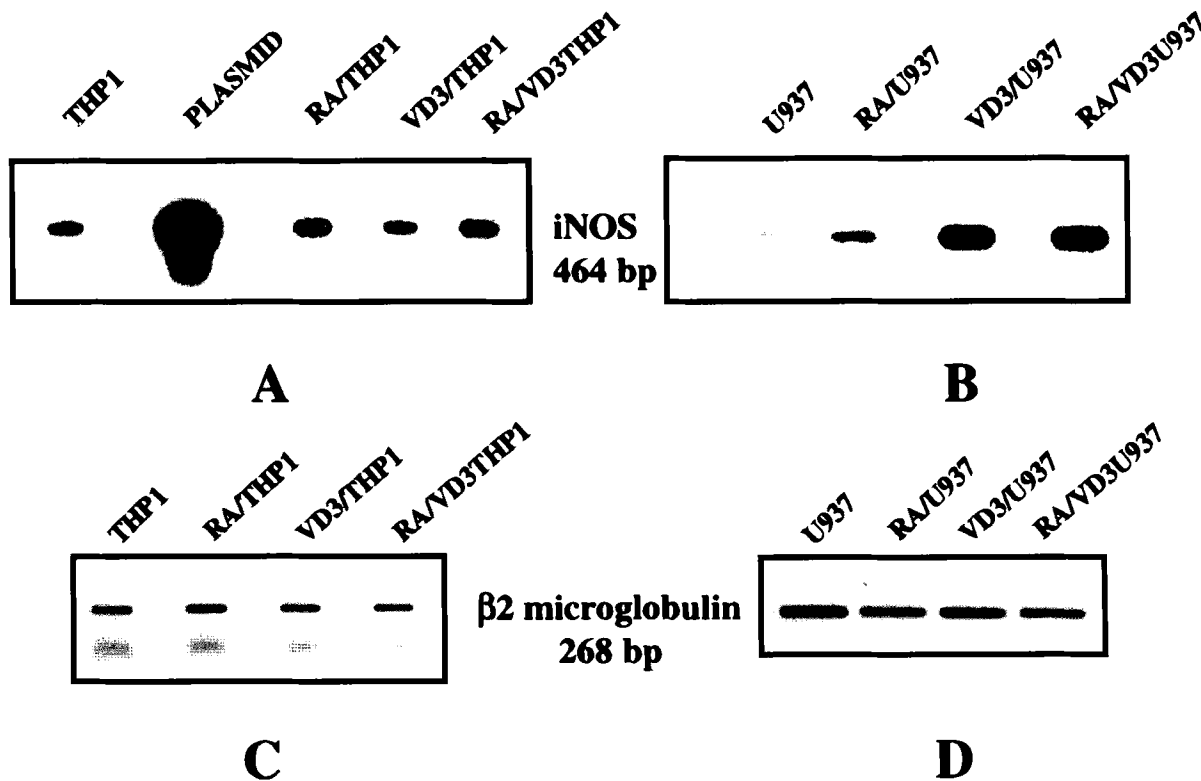 THP1
PLASMID
RA/THP1
VD3/THP1
RA/VD3THP1
U937
RA/U937
VD3/U937
RA/VD3U937
iNOS
464 bp
A
B
THP1
RA/THP1
VD3/THP1
RA/VD3THP1
U937
RA/U937
VD3/U937
RA/VD3U937
β2 microglobulin
268 bp
C
D